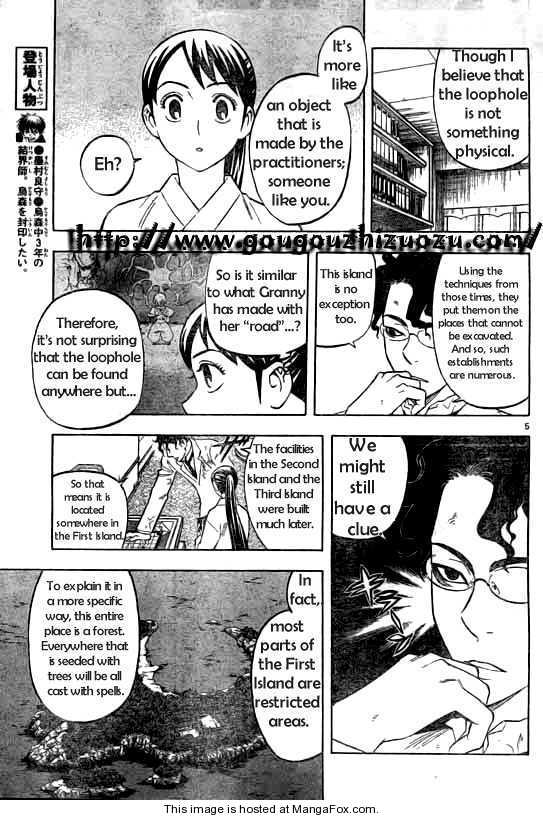 Though I
believe that
the loophole
is not
something
physical.
It's
more
like
an object
that is
made by the
practitioners;
someone
like you.
Eh?
登場人物
とうじょうじんぶつ
●墨村良守●烏森中3年の
結界師。烏森を封印したい。
http://www.gougouzhizuozu.com/
Using the
techniques from
those times, they
put them on the
places that cannot
be excavated.
And so, such
establishments
are numerous.
This island
is no
exception
too.
So is it similar
to what Granny
has made with
her "road"...?
Therefore,
it's not surprising
that the loophole
can be found
anywhere but...
5
We
might
still
have a
clue.
The facilities
in the Second
Island and the
Third Island
were built
much later.
So that
means it is
located
somewhere in
the First Island.
In
fact,
most
parts of
the First
Island are
restricted
areas.
To explain it in
a more specific
way, this entire
place is a forest.
Everywhere that
is seeded with
trees will be all
cast with spells.
This image is hosted at MangaFox.com.